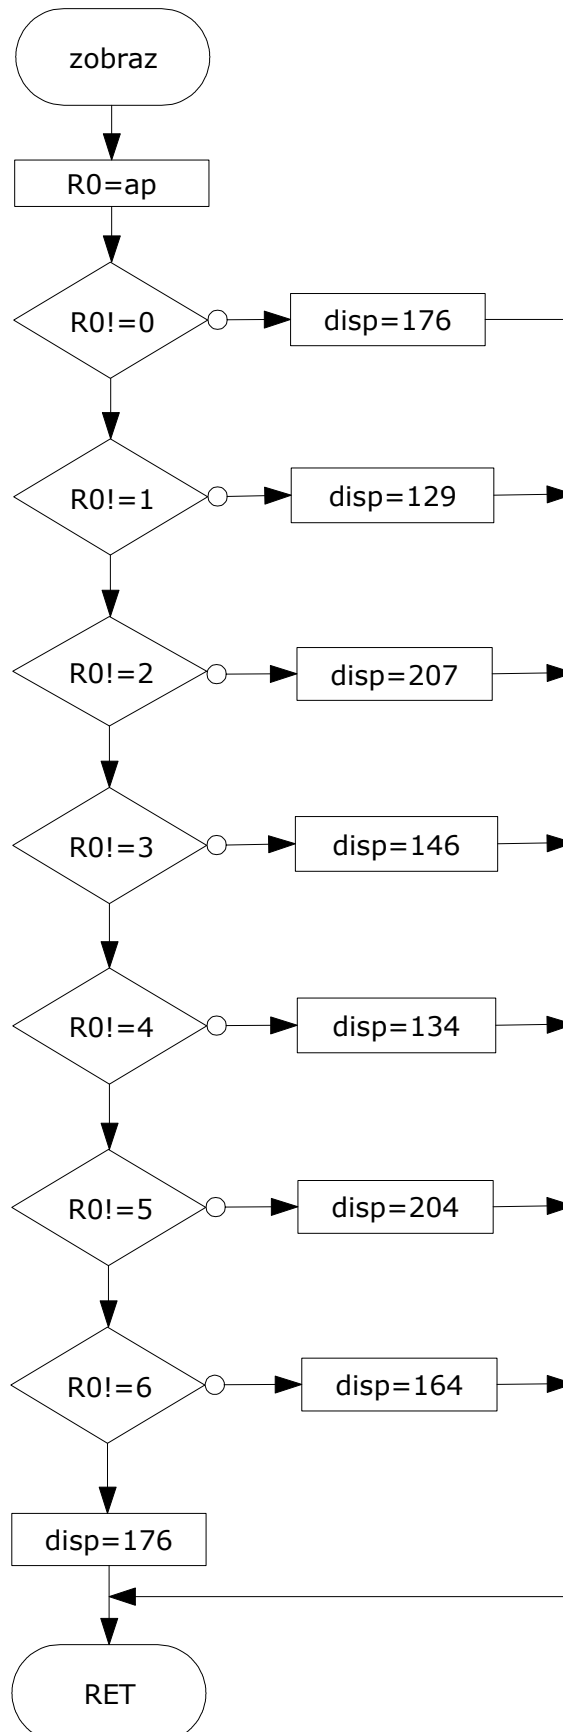 zobraz
R0=ap
R0!=0
disp=176
R0!=1
disp=129
R0!=2
disp=207
R0!=3
disp=146
R0!=4
disp=134
R0!=5
disp=204
R0!=6
disp=164
disp=176
RET